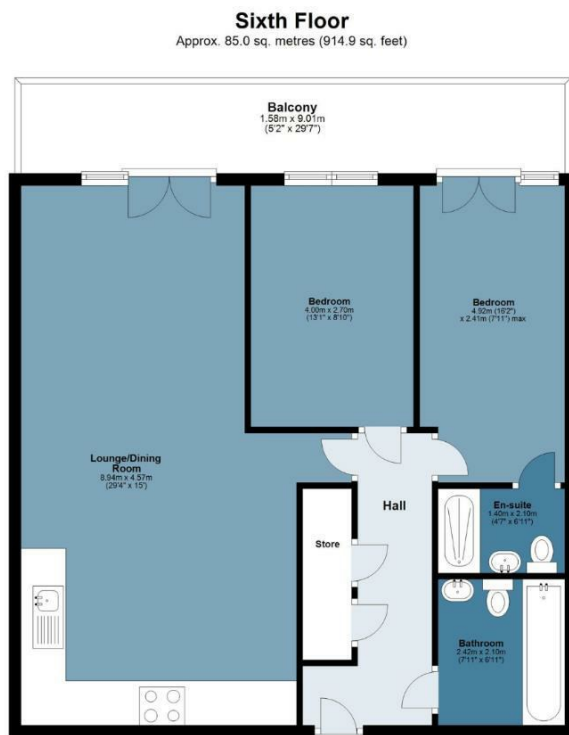 Sixth Floor
Approx. 85.0 sq. metres (914.9 sq. feet)
Balcony
1.58m x 9.01m
(5'2" x 29'7")
Bedroom
4.00m x 2.70m
(13'1" x 8'10")
Bedroom
4.92m (16'2")
x 2.41m (7'11") max
Lounge/Dining
Room
8.94m x 4.57m
(29'4" x 15')
Hall
En-suite
1.40m x 2.10m
(4'7" x 6'11")
Store
Bathroom
2.42m x 2.10m
(7'11" x 6'11")